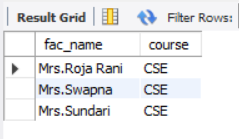 Result Grid Filter Rows:
fac_name course
Mrs.Roja Rani CSE
Mrs.Swapna CSE
Mrs.Sundari CSE